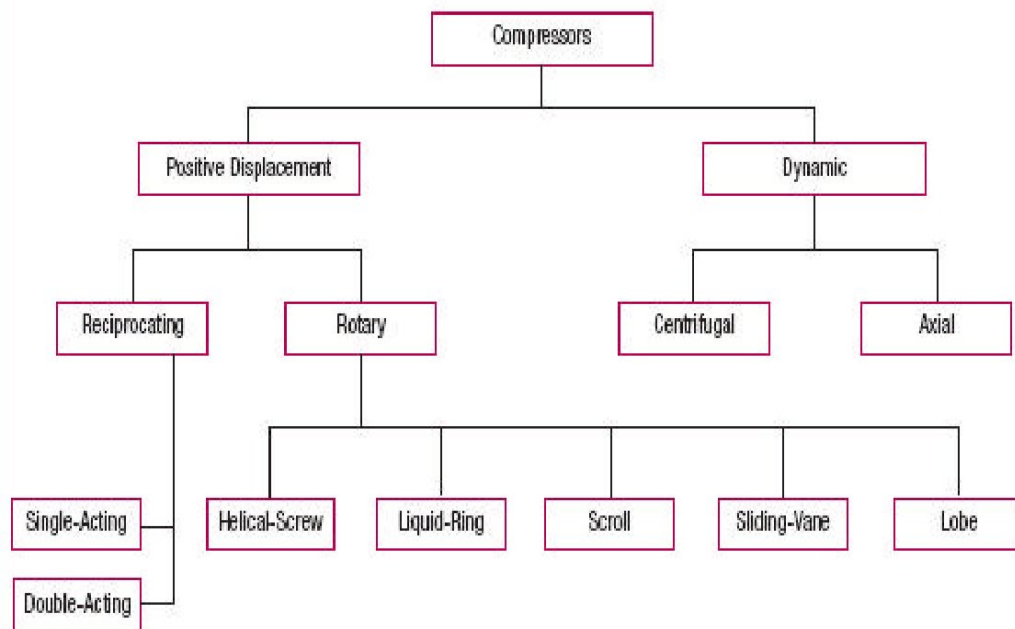 Compressors
Positive Displacement
Dynamic
Reciprocating
Rotary
Centrifugal
Axial
Single-Acting
Helical-Screw
Liquid-Ring
Scroll
Sliding-Vane
Lobe
Double-Acting